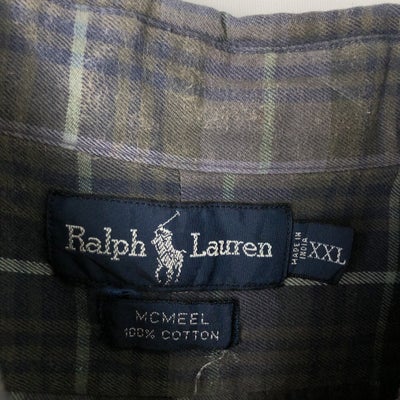 Ralph Lauren
MADE IN
INDIA
XXL
MCMEEL
100% COTTON